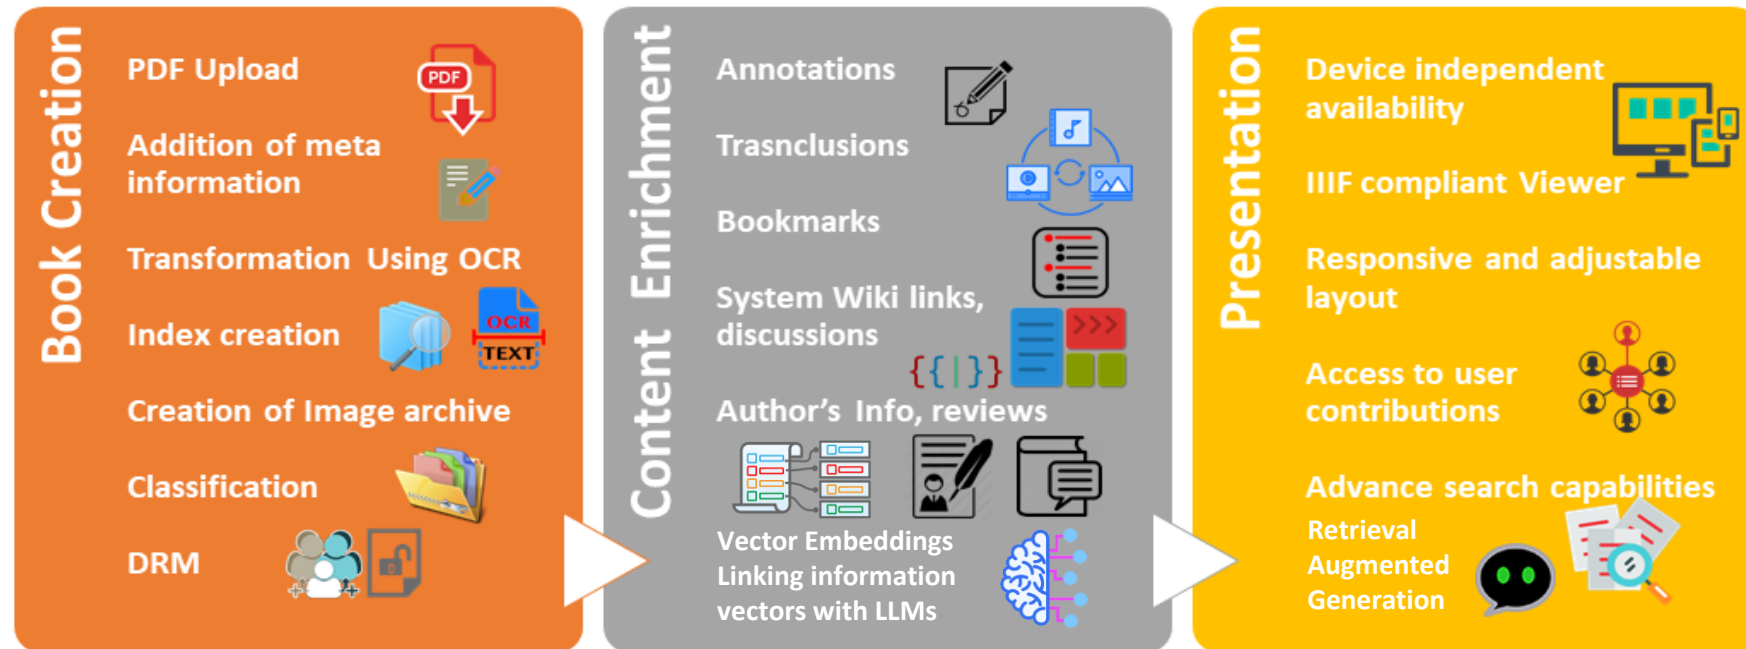 Book Creation
PDF Upload
PDF
Addition of meta
information
Transformation Using OCR
Index creation
OCR
TEXT
Creation of Image archive
Classification
DRM
Content Enrichment
Annotations
Trasnclusions
Bookmarks
System Wiki links,
discussions
{{|}}
>>>
Author's Info, reviews
Vector Embeddings
Linking information
vectors with LLMs
Presentation
Device independent
availability
IIIF compliant Viewer
Responsive and adjustable
layout
Access to user
contributions
Advance search capabilities
Retrieval
Augmented
Generation